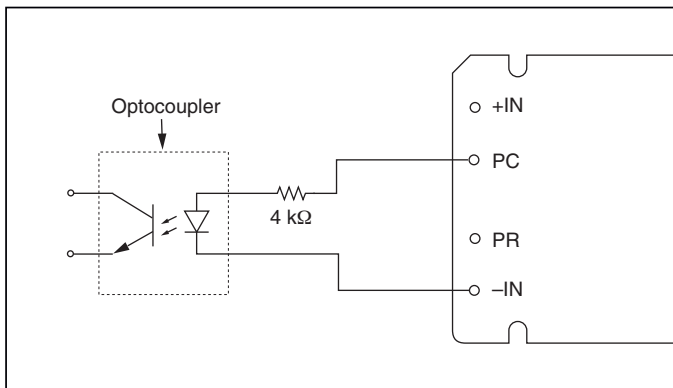 Optocoupler
+IN
PC
4 kΩ
PR
–IN